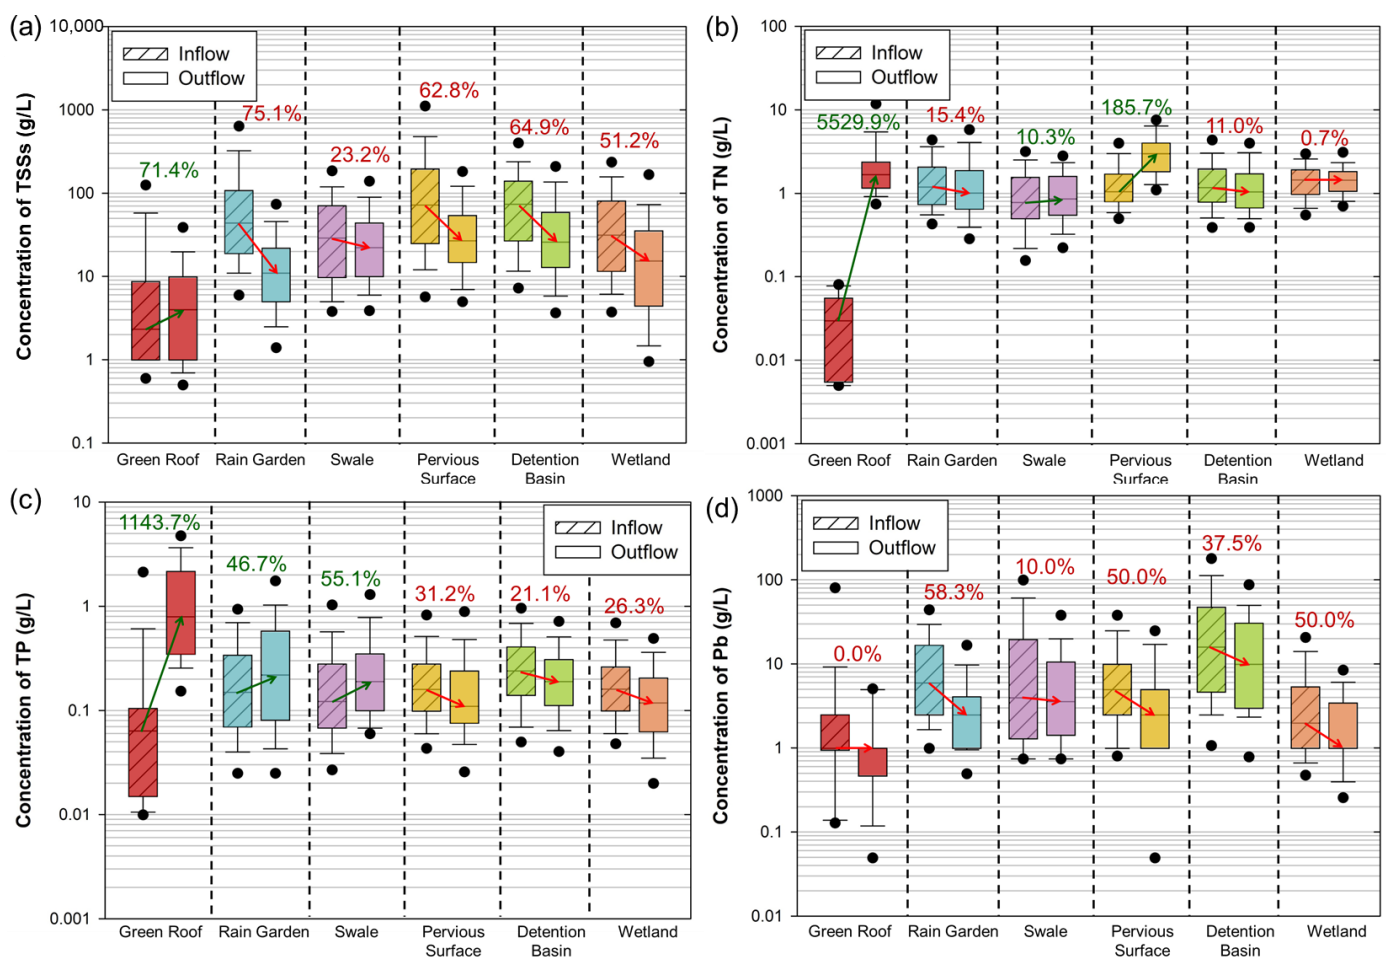 (a)
10,000
1000
100
10
1
0.1
Concentration of TSSs (g/L)
Inflow
Outflow
71.4%
75.1%
23.2%
62.8%
64.9%
51.2%
Green Roof
Rain Garden
Swale
Pervious
Surface
Detention
Basin
Wetland
(b)
100
10
1
0.1
0.01
0.001
Concentration of TN (g/L)
Inflow
Outflow
5529.9%
15.4%
10.3%
185.7%
11.0%
0.7%
Green Roof
Rain Garden
Swale
Pervious
Surface
Detention
Basin
Wetland
(c)
10
1
0.1
0.01
0.001
Concentration of TP (g/L)
Inflow
Outflow
1143.7%
46.7%
55.1%
31.2%
21.1%
26.3%
Green Roof
Rain Garden
Swale
Pervious
Surface
Detention
Basin
Wetland
(d)
1000
100
10
1
0.1
0.01
Concentration of Pb (g/L)
Inflow
Outflow
0.0%
58.3%
10.0%
50.0%
37.5%
50.0%
Green Roof
Rain Garden
Swale
Pervious
Surface
Detention
Basin
Wetland